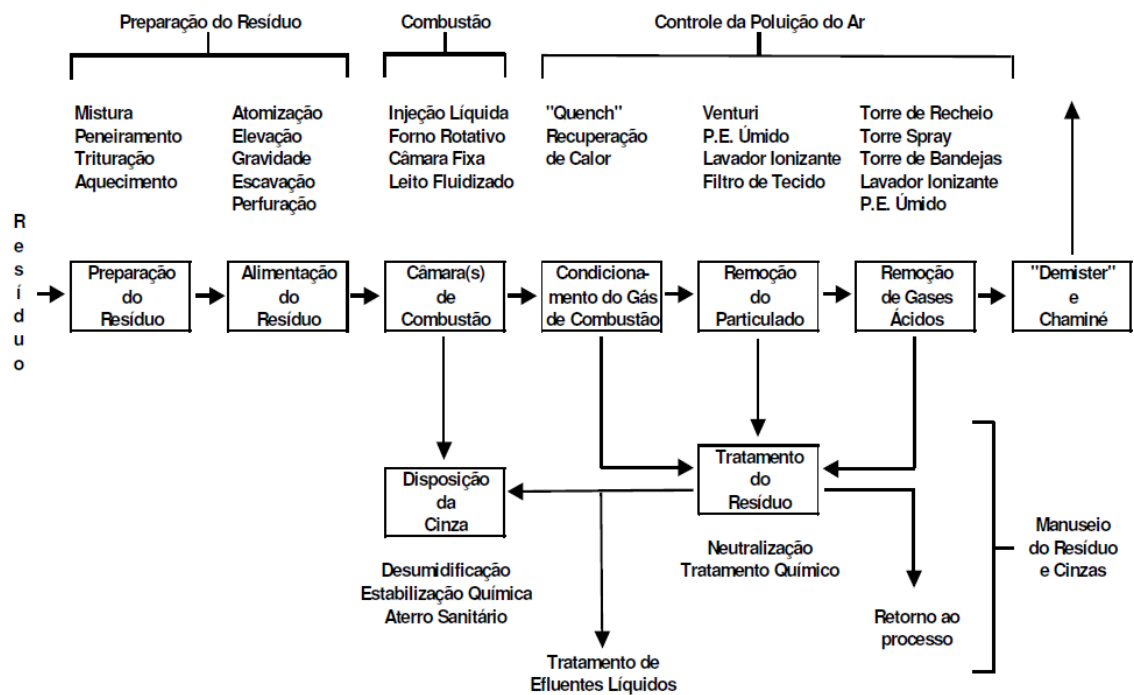 Preparação do Resíduo
Combustão
Controle da Poluição do Ar
Mistura
Peneiramento
Trituração
Aquecimento
Atomização
Elevação
Gravidade
Escavação
Perfuração
Injeção Líquida
Forno Rotativo
Câmara Fixa
Leito Fluidizado
"Quench"
Recuperação
de Calor
Venturi
P.E. Úmido
Lavador Ionizante
Filtro de Tecido
Torre de Recheio
Torre Spray
Torre de Bandejas
Lavador Ionizante
P.E. Úmido
Resíduo
Preparação
do
Resíduo
Alimentação
do
Resíduo
Câmara(s)
de
Combustão
Condiciona-
mento do Gás
de Combustão
Remoção
do
Particulado
Remoção
de Gases
Ácidos
"Demister"
e
Chaminé
Disposição
da
Cinza
Tratamento
do
Resíduo
Desumidificação
Estabilização Química
Aterro Sanitário
Neutralização
Tratamento Químico
Manuseio
do Resíduo
e Cinzas
Retorno ao
processo
Tratamento de
Efluentes Líquidos